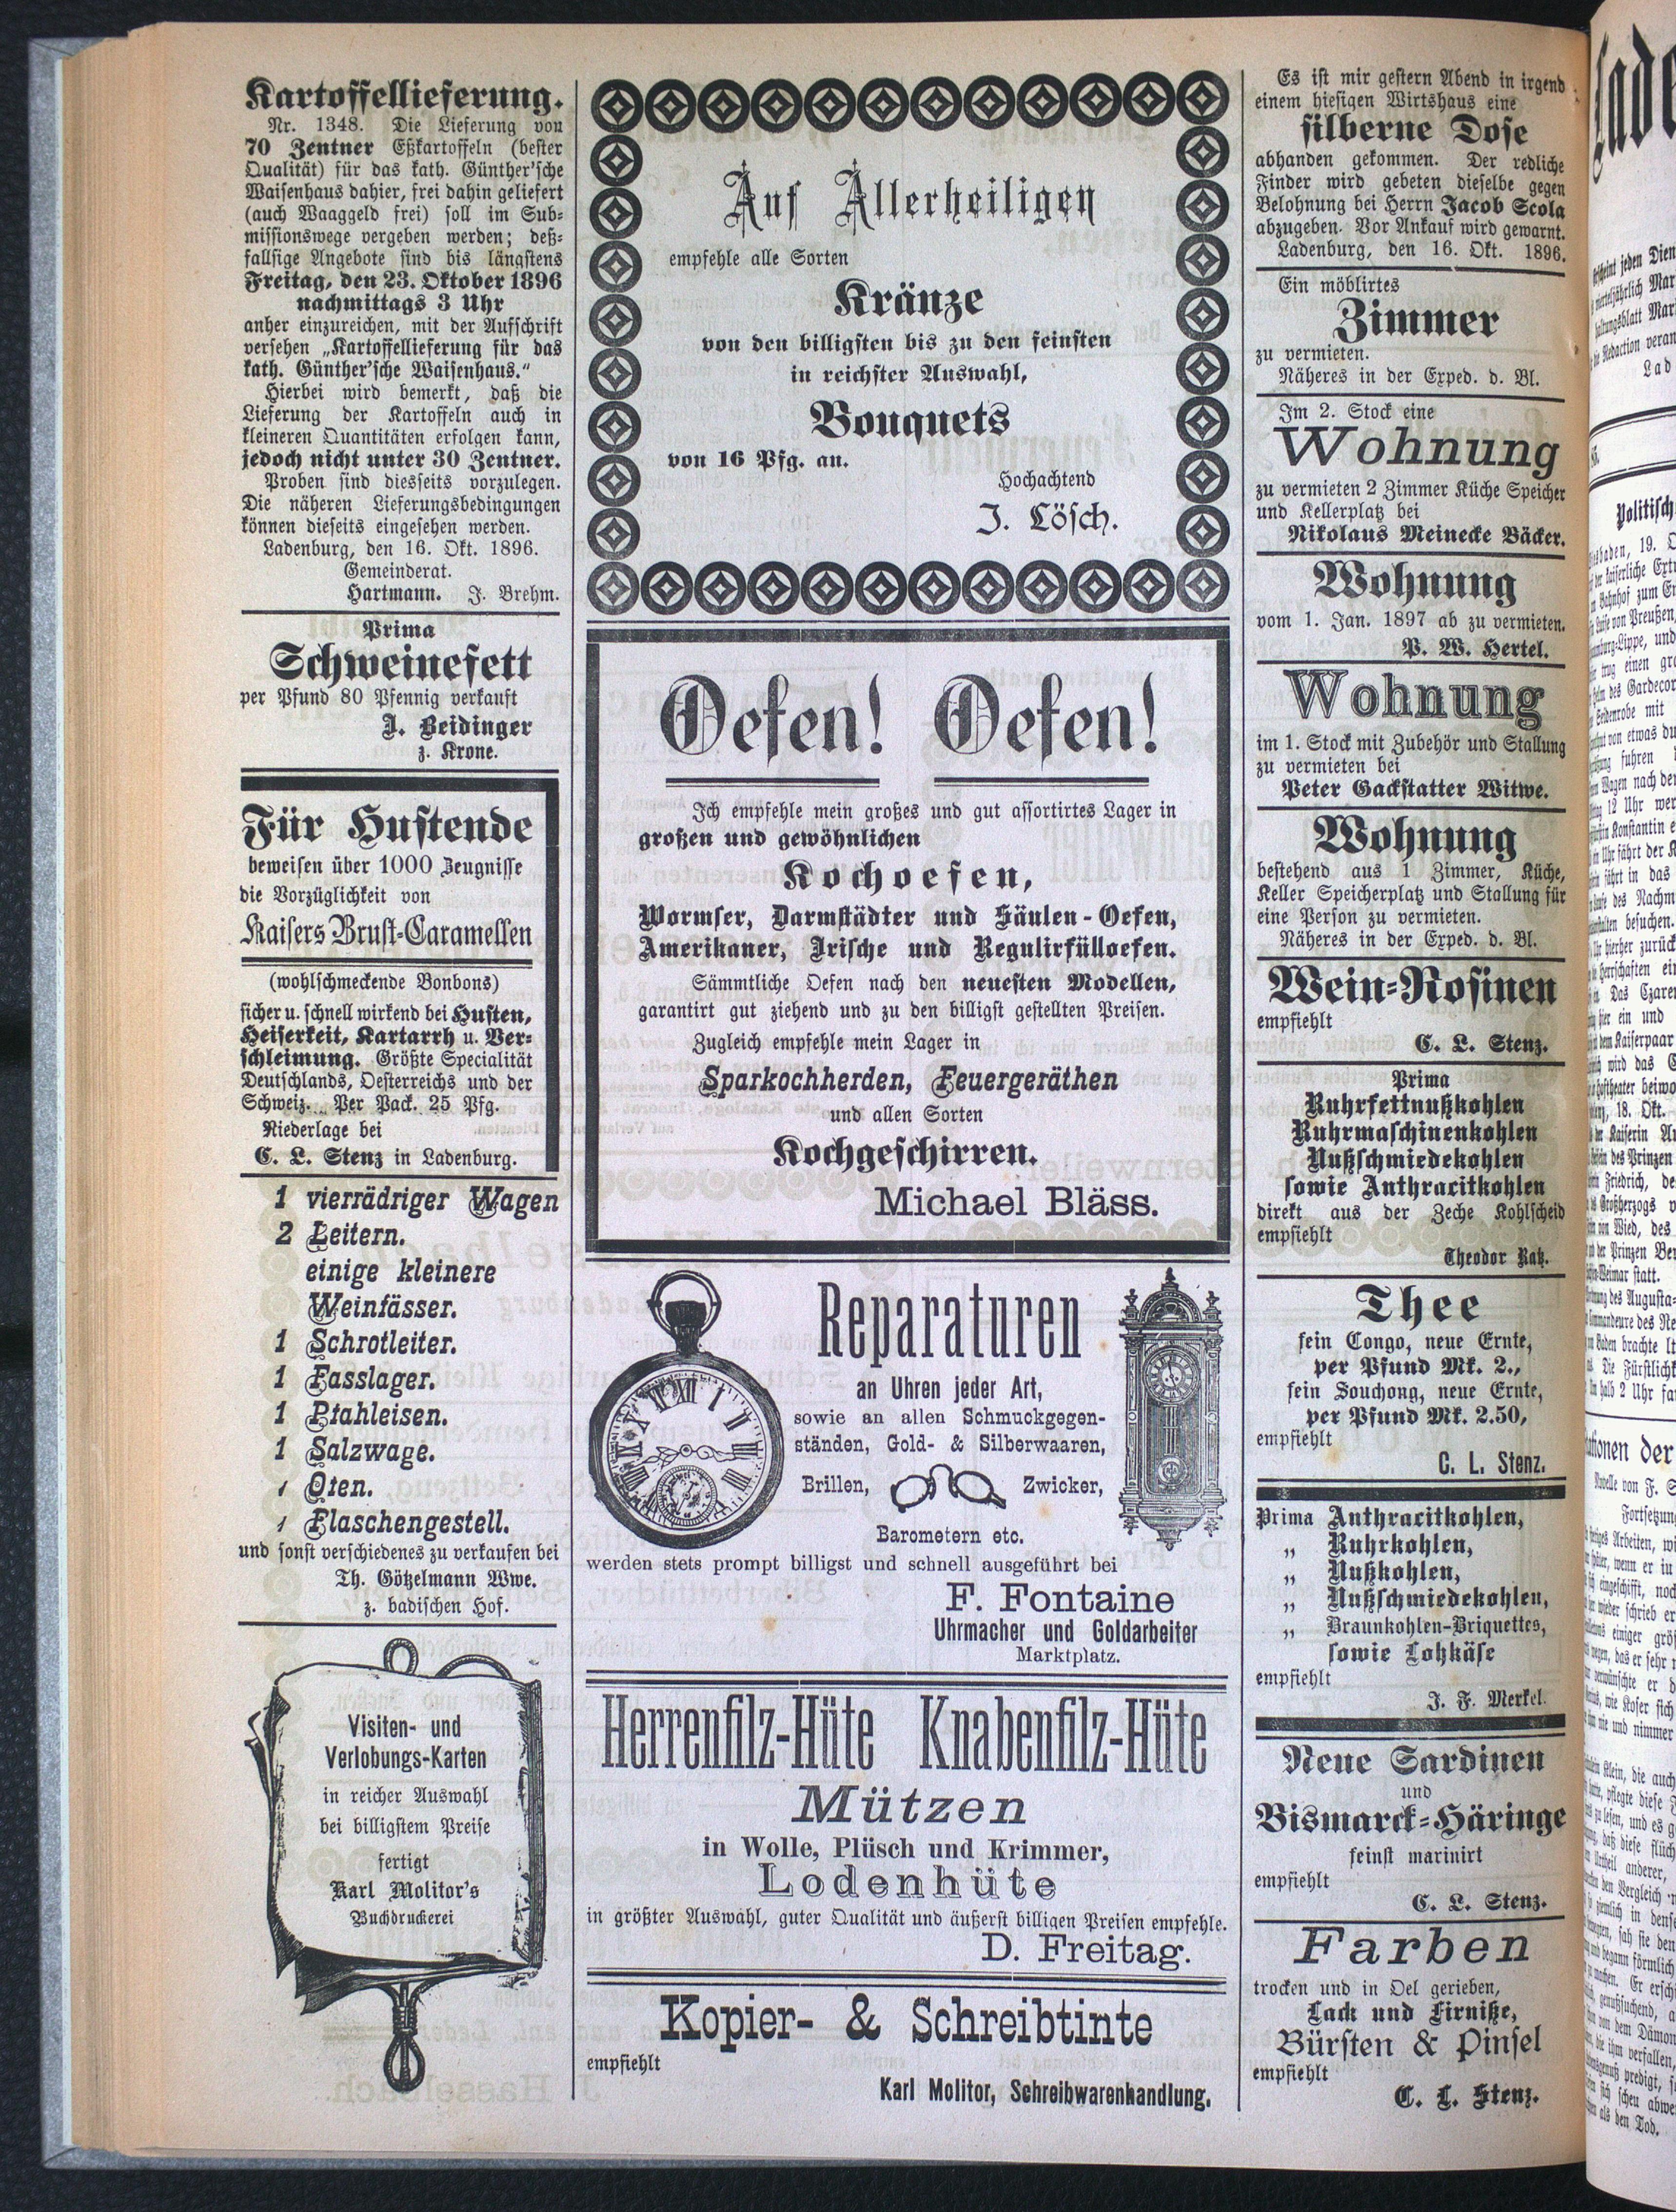 Kartoffellieferung.
Nr. 1348. Die Lieferung von
70 Zentner Eßkartoffeln (bester
Qualität) für das kath. Günther'sche
Waisenhaus dahier, frei dahin geliefert
(auch Waaggeld frei) soll im Sub-
missionswege vergeben werden; deß-
fallsige Angebote sind bis längstens
Freitag, den 23. Oktober 1896
nachmittags 3 Uhr
anher einzureichen, mit der Aufschrift
versehen „Kartoffellieferung für das
kath. Günther'sche Waisenhaus."
Hierbei wird bemerkt, daß die
Lieferung der Kartoffeln auch in
kleineren Quantitäten erfolgen kann,
jedoch nicht unter 30 Zentner.
Proben sind diesseits vorzulegen.
Die näheren Lieferungsbedingungen
können dieseits eingesehen werden.
Ladenburg, den 16. Okt. 1896.
Gemeinderat.
Hartmann. J. Brehm.
Prima
Schweinefett
per Pfund 80 Pfennig verkauft
J. Beidinger
z. Krone.
Für Hustende
beweisen über 1000 Zeugnisse
die Vorzüglichkeit von
Kaisers Brust-Caramellen
(wohlschmeckende Bonbons)
sicher u. schnell wirkend bei Husten,
Heiserkeit, Kartarrh u. Ver-
schleimung. Größte Specialität
Deutschlands, Oesterreichs und der
Schweiz. Per Pack. 25 Pfg.
Niederlage bei
C. L. Stenz in Ladenburg.
1 vierrädriger Wagen
2 Leitern.
einige kleinere
Weinfässer.
1 Schrotleiter.
1 Fasslager.
1 Pfahleisen.
1 Salzwage.
1 Ofen.
1 Flaschengestell.
und sonst verschiedenes zu verkaufen bei
Th. Götzelmann Wwe.
z. badischen Hof.
Visiten- und
Verlobungs-Karten
in reicher Auswahl
bei billigstem Preise
fertigt
Karl Molitor's
Buchdruckerei
Auf Allerheiligen
empfehle alle Sorten
Kränze
von den billigsten bis zu den feinsten
in reichster Auswahl,
Bouquets
von 16 Pfg. an.
Hochachtend
J. Lösch.
Oefen! Oefen!
Ich empfehle mein großes und gut assortirtes Lager in
großen und gewöhnlichen
Kochoefen,
Wormser, Darmstädter und Säulen-Oefen,
Amerikaner, Irische und Regulirfülloefen.
Sämmtliche Oefen nach den neuesten Modellen,
garantirt gut ziehend und zu den billigst gestellten Preisen.
Zugleich empfehle mein Lager in
Sparkochherden, Feuergeräthen
und allen Sorten
Kochgeschirren.
Michael Bläss.
Reparaturen
an Uhren jeder Art,
sowie an allen Schmuckgegen-
ständen, Gold- & Silberwaaren,
Brillen, Zwicker,
Barometern etc.
werden stets prompt billigst und schnell ausgeführt bei
F. Fontaine
Uhrmacher und Goldarbeiter
Marktplatz.
Herrenfilz-Hüte Knabenfilz-Hüte
Mützen
in Wolle, Plüsch und Krimmer,
Lodenhüte
in größter Auswahl, guter Qualität und äußerst billigen Preisen empfehle.
D. Freitag.
Kopier- & Schreibtinte
empfiehlt
Karl Molitor, Schreibwarenhandlung.
Es ist mir gestern Abend in irgend
einem hiesigen Wirtshaus eine
silberne Dose
abhanden gekommen. Der redliche
Finder wird gebeten dieselbe gegen
Belohnung bei Herrn Jacob Scola
abzugeben. Vor Ankauf wird gewarnt.
Ladenburg, den 16. Okt. 1896.
Ein möblirtes
Zimmer
zu vermieten.
Näheres in der Exped. d. Bl.
Im 2. Stock eine
Wohnung
zu vermieten 2 Zimmer Küche Speicher
und Kellerplatz bei
Nikolaus Meinecke Bäcker.
Wohnung
vom 1. Jan. 1897 ab zu vermieten.
P. W. Hertel.
Wohnung
im 1. Stock mit Zubehör und Stallung
zu vermieten bei
Peter Gackstatter Witwe.
Wohnung
bestehend aus 1 Zimmer, Küche,
Keller Speicherplatz und Stallung für
eine Person zu vermieten.
Näheres in der Exped. d. Bl.
Wein-Rosinen
empfiehlt
C. L. Stenz.
Prima
Ruhrfettnußkohlen
Ruhrmaschinenkohlen
Nußschmiedekohlen
sowie Anthracitkohlen
direkt aus der Zeche Kohlscheid
empfiehlt
Theodor Katz.
Thee
fein Congo, neue Ernte,
per Pfund Mk. 2.,
fein Souchong, neue Ernte,
per Pfund Mk. 2.50,
empfiehlt
C. L. Stenz.
Prima Anthracitkohlen,
„ Ruhrkohlen,
„ Nußkohlen,
„ Nußschmiedekohlen,
„ Braunkohlen-Briquettes,
sowie Lohkäse
empfiehlt
J. F. Merkel.
Neue Sardinen
und
Bismarck-Häringe
feinst marinirt
empfiehlt
C. L. Stenz.
Farben
trocken und in Oel gerieben,
Lack und Firniße,
Bürsten & Pinsel
empfiehlt
C. L. Stenz.